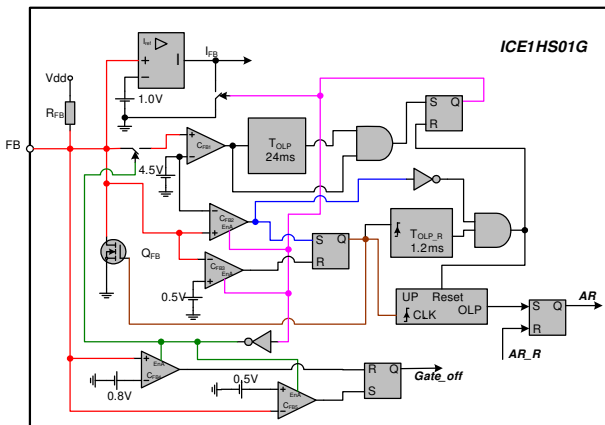 ICE1HS01G
Iref
I
IFB
Vdd
RFB
1.0V
+
−
FB
S Q
R
+
−
CFB1
TOLP
24ms
4.5V
−
+
CFB2
EnA
S Q
R
TOLP_R
1.2ms
QFB
−
+
CFB3
EnA
0.5V
UP Reset
OLP
CLK
S Q
R
AR
AR_R
EnA
+
−
CFB4
0.8V
0.5V
EnA
+
−
CFB5
R Q
S
Gate_off